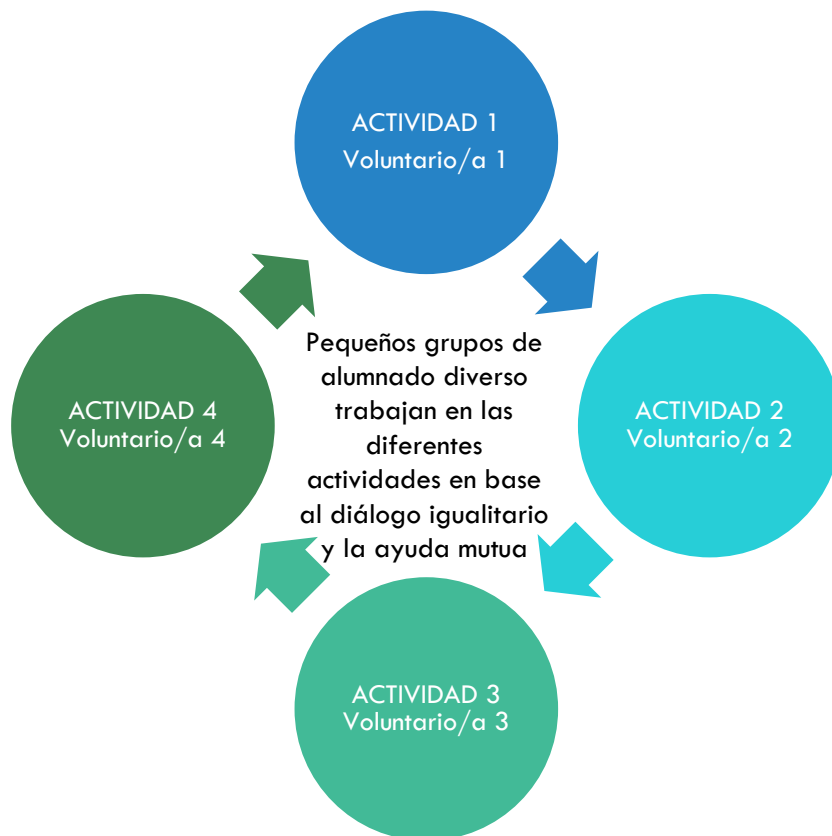 ACTIVIDAD 1
Voluntario/a 1
Pequeños grupos de
alumnado diverso
trabajan en las
diferentes
actividades en base
al diálogo igualitario
y la ayuda mutua
ACTIVIDAD 4
Voluntario/a 4
ACTIVIDAD 2
Voluntario/a 2
ACTIVIDAD 3
Voluntario/a 3